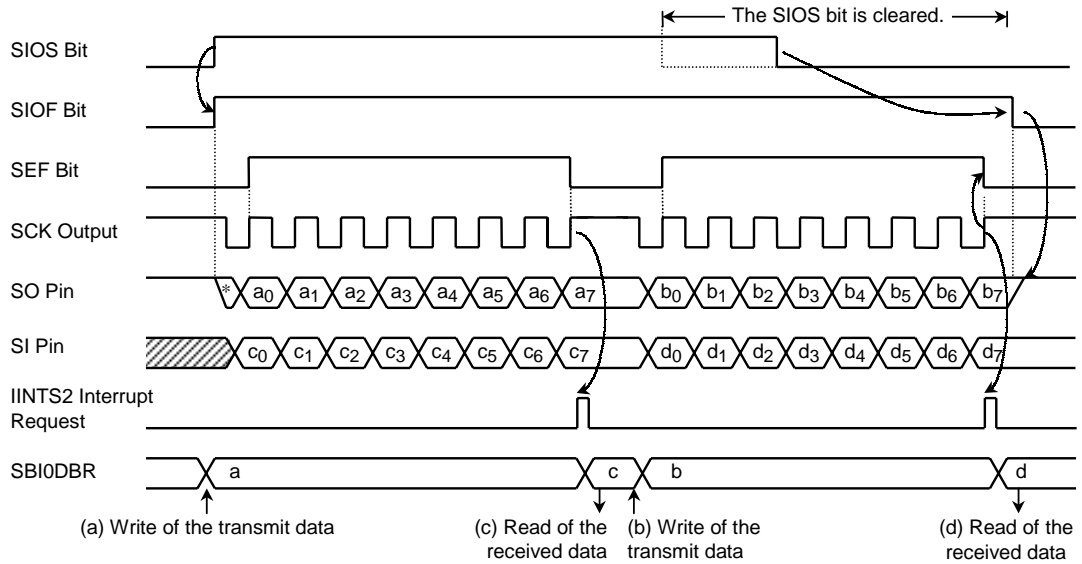 The SIOS bit is cleared.
SIOS Bit
SIOF Bit
SEF Bit
SCK Output
SO Pin
* a0 a1 a2 a3 a4 a5 a6 a7 b0 b1 b2 b3 b4 b5 b6 b7
SI Pin
c0 c1 c2 c3 c4 c5 c6 c7 d0 d1 d2 d3 d4 d5 d6 d7
IINTS2 Interrupt
Request
SBI0DBR
a c b d
(a) Write of the transmit data
(c) Read of the
received data
(b) Write of the
transmit data
(d) Read of the
received data